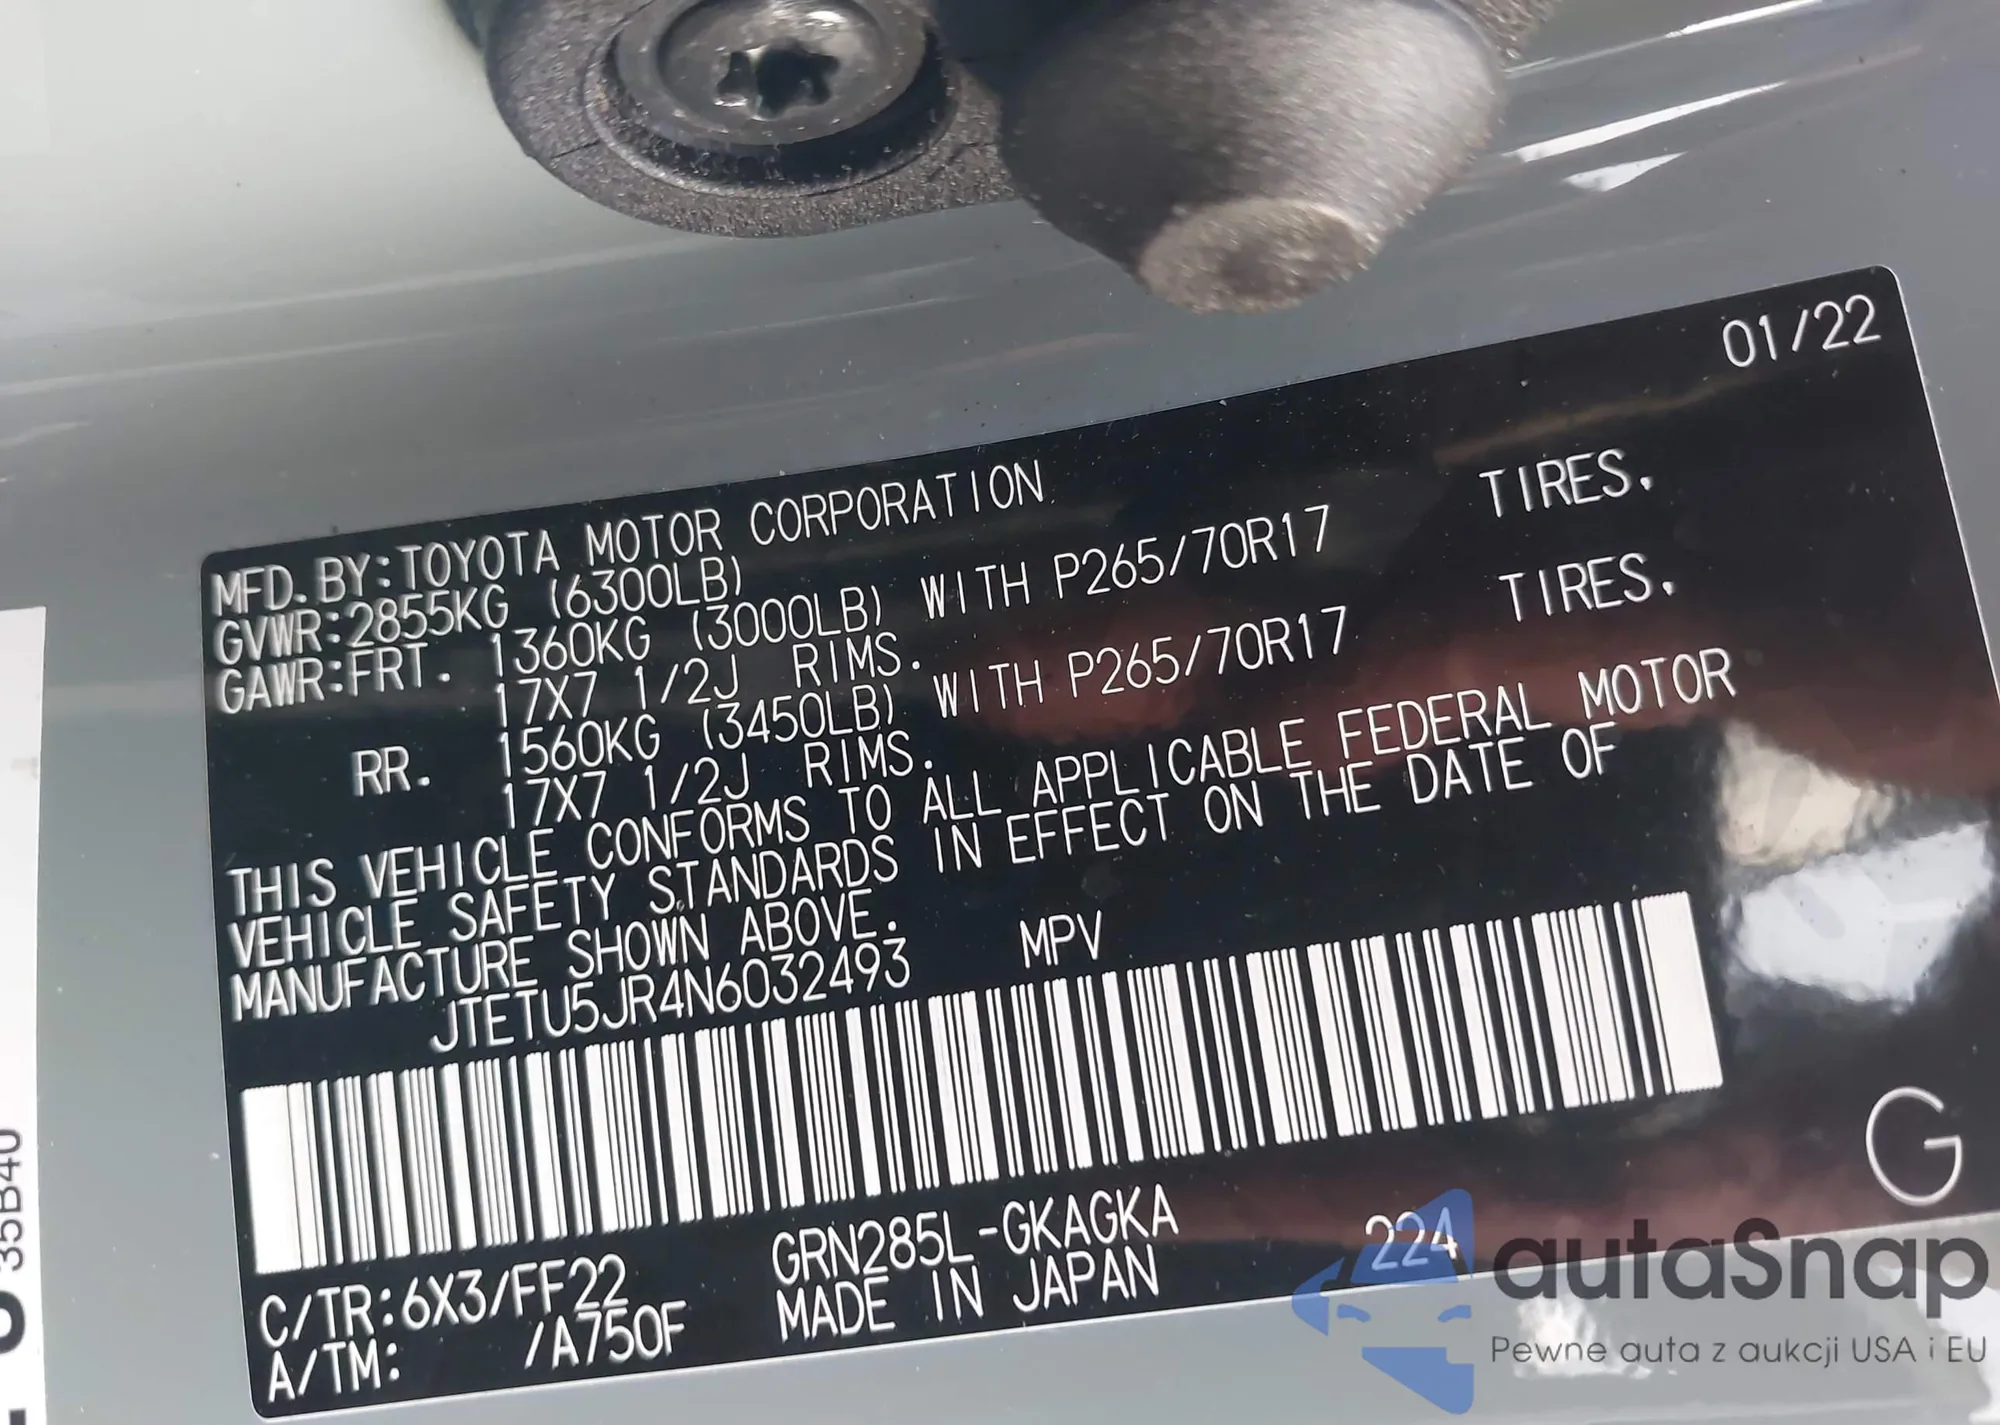 01/22
MFD.BY:TOYOTA MOTOR CORPORATION
GVWR:2855KG (6300LB)
GAWR:FRT. 1360KG (3000LB) WITH P265/70R17 TIRES.
17X7 1/2J RIMS.
RR. 1560KG (3450LB) WITH P265/70R17 TIRES.
17X7 1/2J RIMS.
THIS VEHICLE CONFORMS TO ALL APPLICABLE FEDERAL MOTOR
VEHICLE SAFETY STANDARDS IN EFFECT ON THE DATE OF
MANUFACTURE SHOWN ABOVE.
JTETU5JR4N6032493 MPV
G
C/TR:6X3/FF22 GRN285L-GKAGKA 224
A/TM: /A750F MADE IN JAPAN
35B40
autaSnap
Pewne auta z aukcji USA i EU